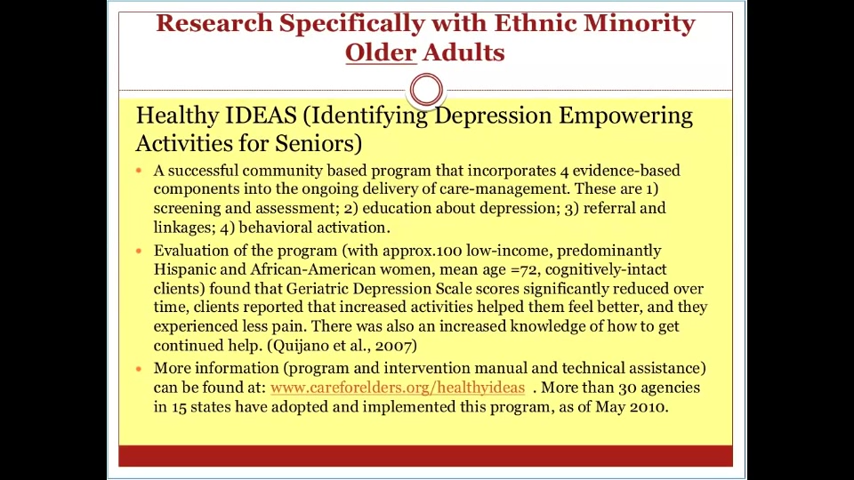 Research Specifically with Ethnic Minority
Older Adults
Healthy IDEAS (Identifying Depression Empowering
Activities for Seniors)
• A successful community based program that incorporates 4 evidence-based
components into the ongoing delivery of care-management. These are 1)
screening and assessment; 2) education about depression; 3) referral and
linkages; 4) behavioral activation.
• Evaluation of the program (with approx.100 low-income, predominantly
Hispanic and African-American women, mean age =72, cognitively-intact
clients) found that Geriatric Depression Scale scores significantly reduced over
time, clients reported that increased activities helped them feel better, and they
experienced less pain. There was also an increased knowledge of how to get
continued help. (Quijano et al., 2007)
• More information (program and intervention manual and technical assistance)
can be found at: www.careforelders.org/healthyideas . More than 30 agencies
in 15 states have adopted and implemented this program, as of May 2010.